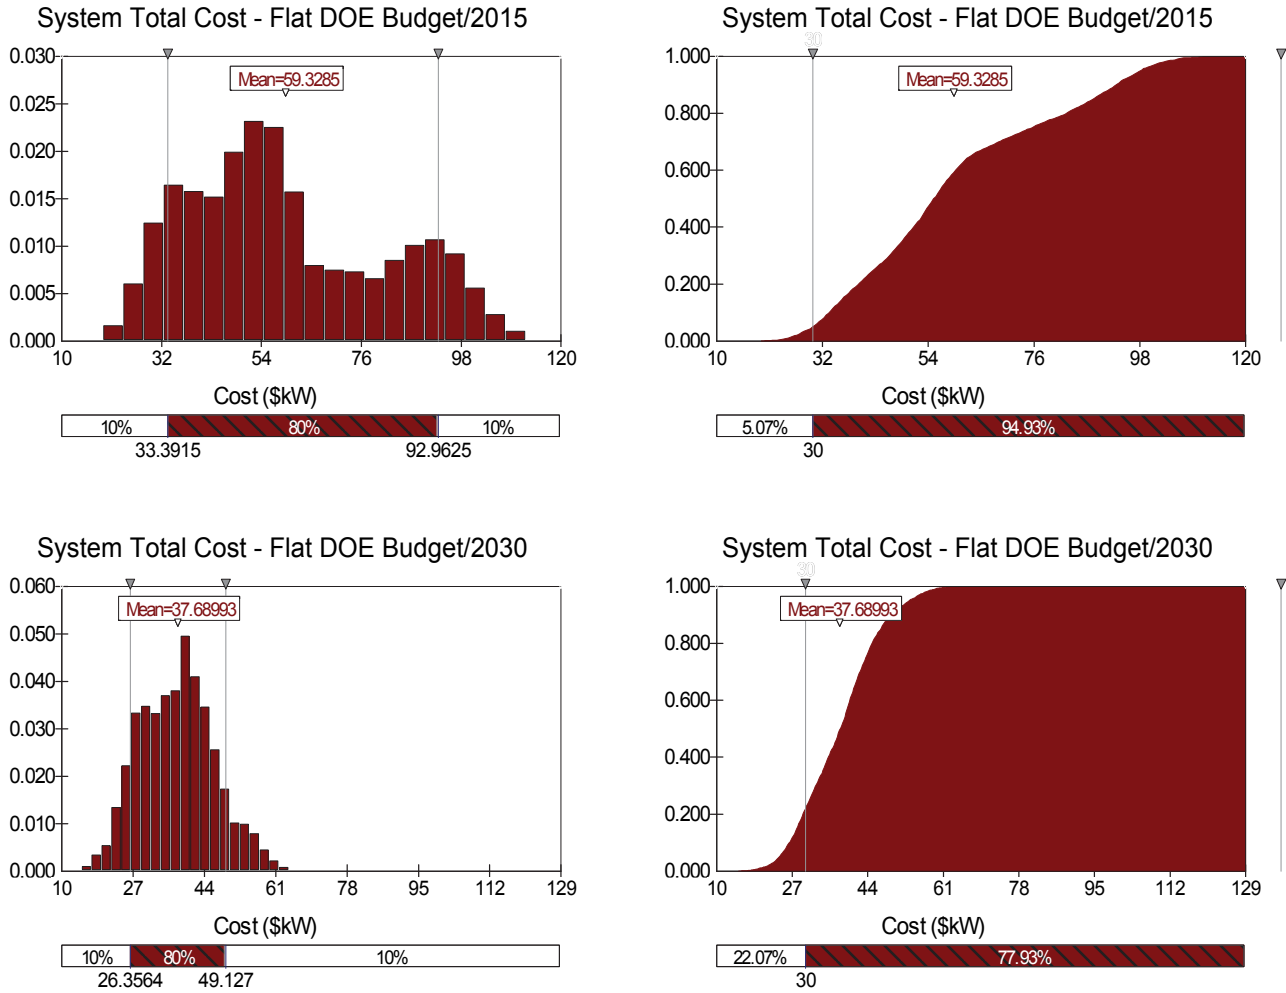 System Total Cost - Flat DOE Budget/2015
0.030
0.025
0.020
0.015
0.010
0.005
0.000
Mean=59.3285
10 32 54 76 98 120
Cost ($kW)
10% 80% 10%
33.3915 92.9625
System Total Cost - Flat DOE Budget/2015
30
1.000
0.800
0.600
0.400
0.200
0.000
Mean=59.3285
10 32 54 76 98 120
Cost ($kW)
5.07% 94.93%
30
System Total Cost - Flat DOE Budget/2030
0.060
0.050
0.040
0.030
0.020
0.010
0.000
Mean=37.68993
10 27 44 61 78 95 112 129
Cost ($kW)
10% 80% 10%
26.3564 49.127
System Total Cost - Flat DOE Budget/2030
30
1.000
0.800
0.600
0.400
0.200
0.000
Mean=37.68993
10 27 44 61 78 95 112 129
Cost ($kW)
22.07% 77.93%
30